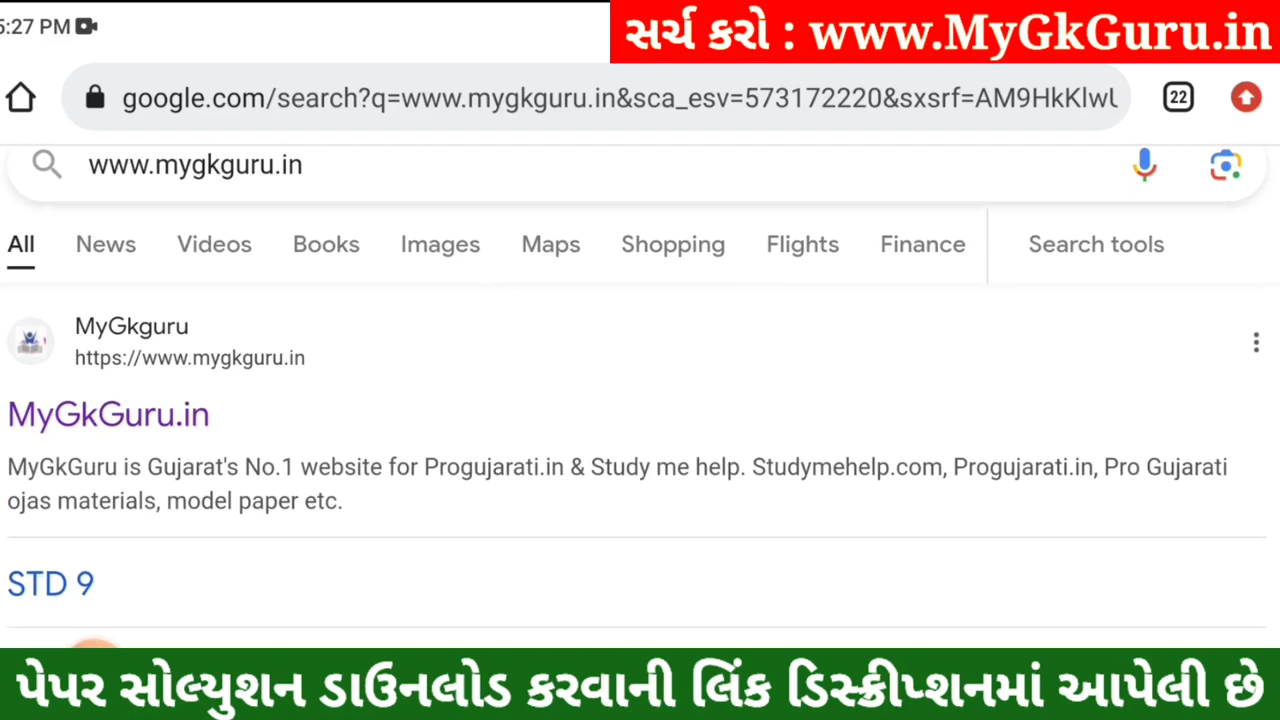 5:27 PM
સર્ચ કરો : www.MyGkGuru.in
google.com/search?q=www.mygkguru.in&sca_esv=573172220&sxsrf=AM9HkKlwU
22
www.mygkguru.in
All News Videos Books Images Maps Shopping Flights Finance Search tools
MyGkguru
https://www.mygkguru.in
MyGkGuru.in
MyGkGuru is Gujarat's No.1 website for Progujarati.in & Study me help. Studymehelp.com, Progujarati.in, Pro Gujarati
ojas materials, model paper etc.
STD 9
પેપર સોલ્યુશન ડાઉનલોડ કરવાની લિંક ડિસ્ક્રીપ્શનમાં આપેલી છે